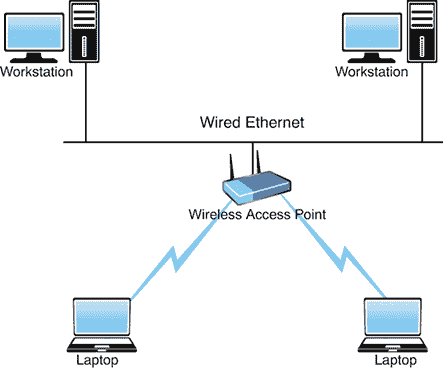 Workstation
Workstation
Wired Ethernet
Wireless Access Point
Laptop
Laptop